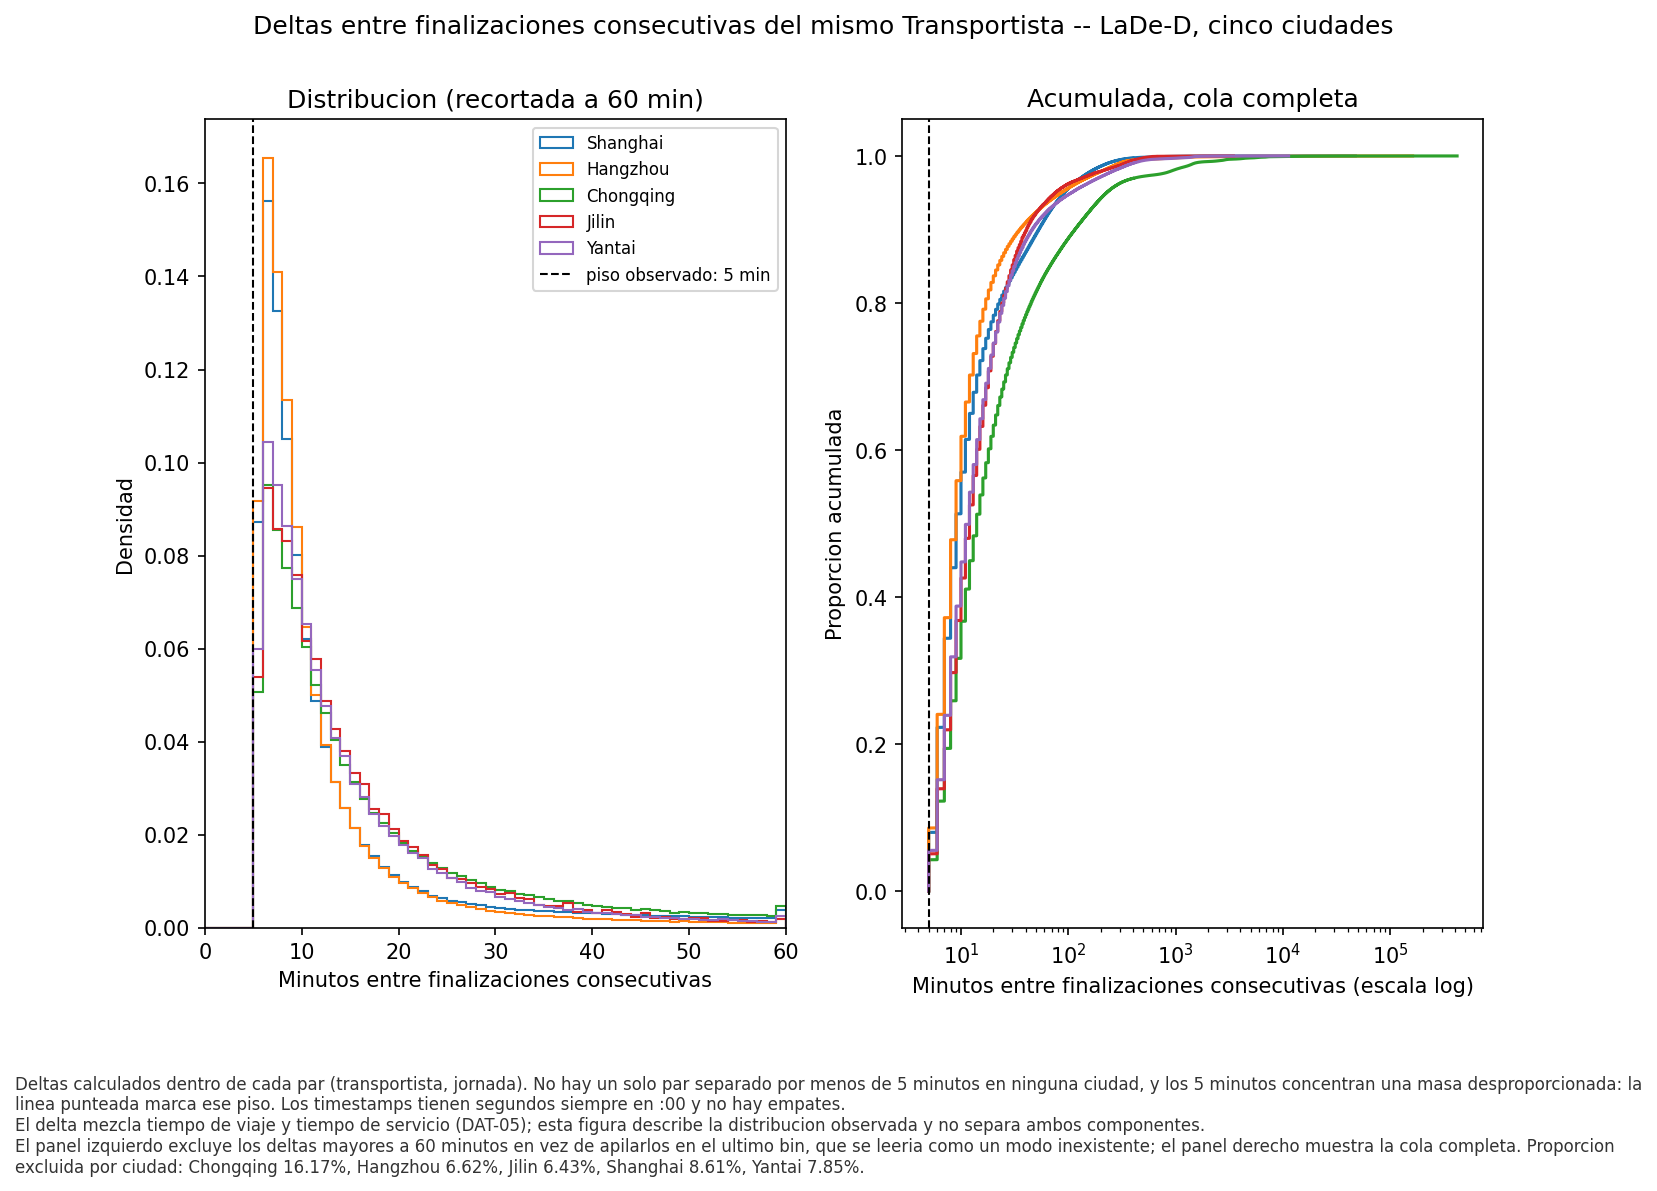 Deltas entre finalizaciones consecutivas del mismo Transportista -- LaDe-D, cinco ciudades
Distribucion (recortada a 60 min)
Shanghai
Hangzhou
Chongqing
Jilin
Yantai
piso observado: 5 min
Densidad
0.16
0.14
0.12
0.10
0.08
0.06
0.04
0.02
0.00
0 10 20 30 40 50 60
Minutos entre finalizaciones consecutivas
Acumulada, cola completa
Proporcion acumulada
1.0
0.8
0.6
0.4
0.2
0.0
10¹ 10² 10³ 10⁴ 10⁵
Minutos entre finalizaciones consecutivas (escala log)
Deltas calculados dentro de cada par (transportista, jornada). No hay un solo par separado por menos de 5 minutos en ninguna ciudad, y los 5 minutos concentran una masa desproporcionada: la
linea punteada marca ese piso. Los timestamps tienen segundos siempre en :00 y no hay empates.
El delta mezcla tiempo de viaje y tiempo de servicio (DAT-05); esta figura describe la distribucion observada y no separa ambos componentes.
El panel izquierdo excluye los deltas mayores a 60 minutos en vez de apilarlos en el ultimo bin, que se leeria como un modo inexistente; el panel derecho muestra la cola completa. Proporcion
excluida por ciudad: Chongqing 16.17%, Hangzhou 6.62%, Jilin 6.43%, Shanghai 8.61%, Yantai 7.85%.